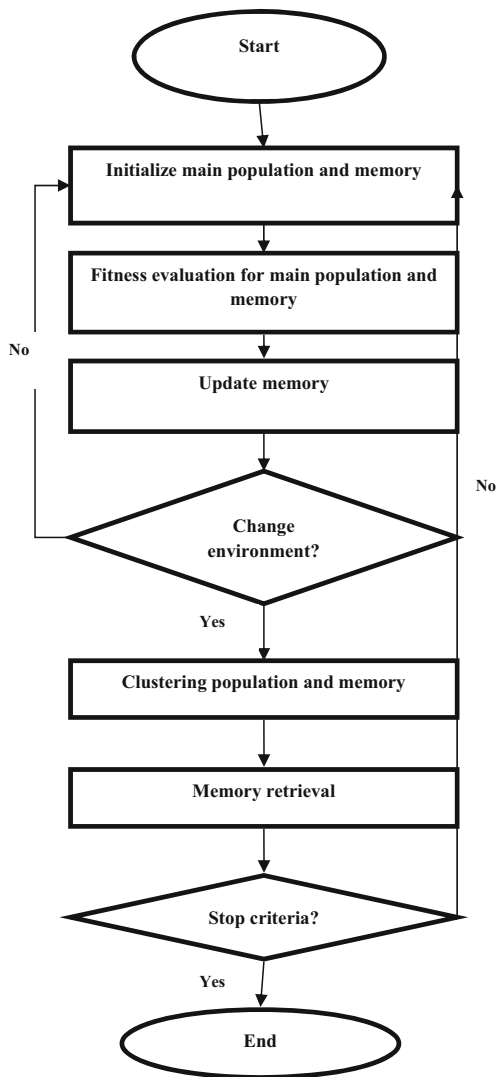 Start
Initialize main population and memory
Fitness evaluation for main population and
memory
No
Update memory
No
Change
environment?
Yes
Clustering population and memory
Memory retrieval
Stop criteria?
Yes
End